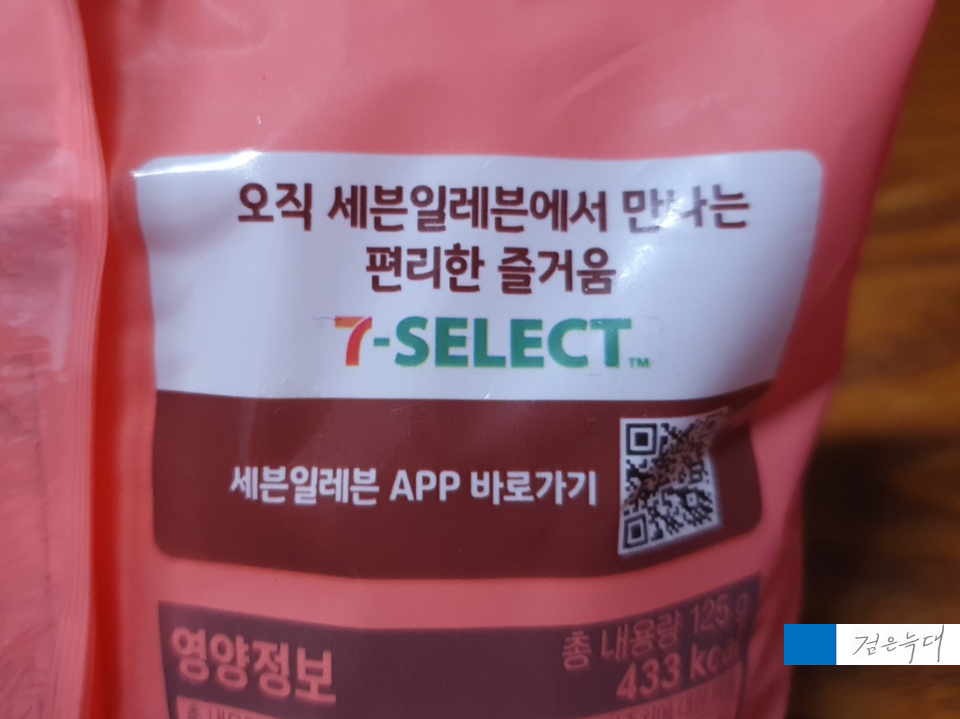 오직 세븐일레븐에서 만나는
편리한 즐거움
7-SELECT™
세븐일레븐 APP 바로가기
영양정보
총 내용량 125 g
433 kcal
검은늑대